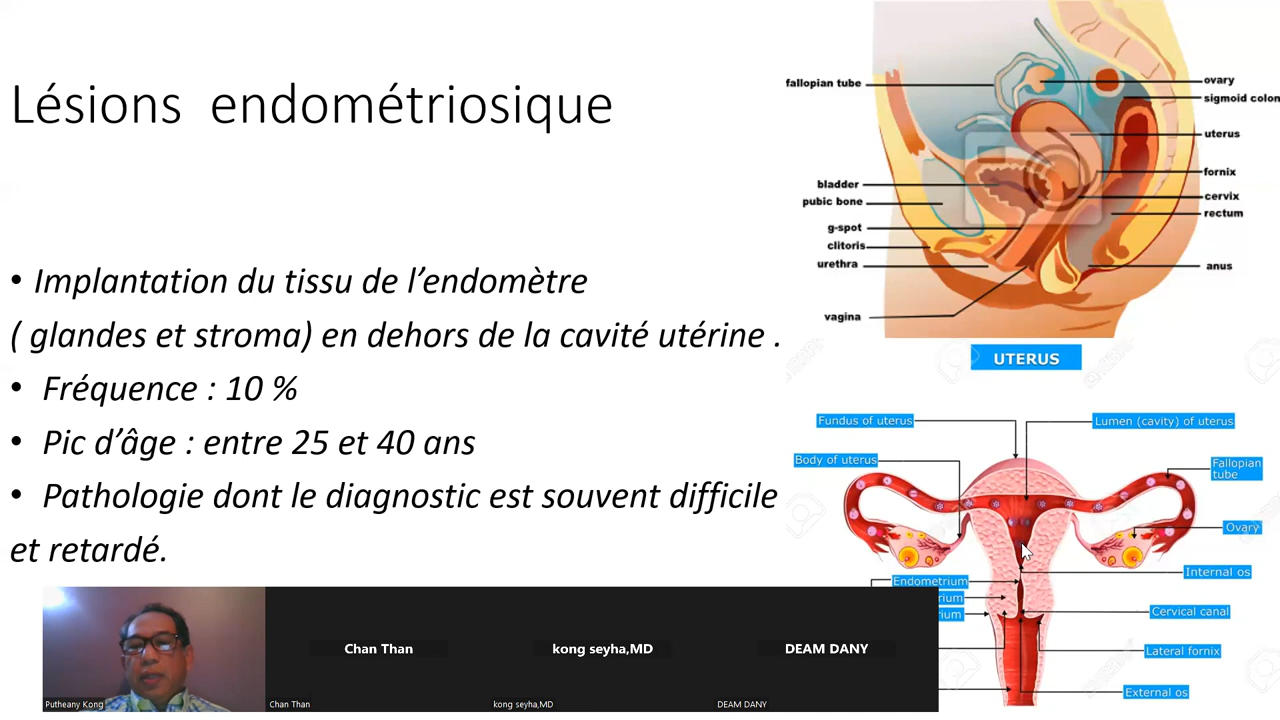 Lésions endométriosique
• Implantation du tissu de l’endomètre
( glandes et stroma) en dehors de la cavité utérine .
• Fréquence : 10 %
• Pic d’âge : entre 25 et 40 ans
• Pathologie dont le diagnostic est souvent difficile
et retardé.
fallopian tube
ovary
sigmoid colon
uterus
fornix
bladder
cervix
pubic bone
rectum
g-spot
clitoris
urethra
anus
vagina
UTERUS
Fundus of uterus
Lumen (cavity) of uterus
Body of uterus
Fallopian
tube
Ovary
Internal os
Endometrium
rium
rium
Cervical canal
Lateral fornix
External os
Chan Than
kong seyha,MD
DEAM DANY
Putheany Kong
Chan Than
kong seyha,MD
DEAM DANY